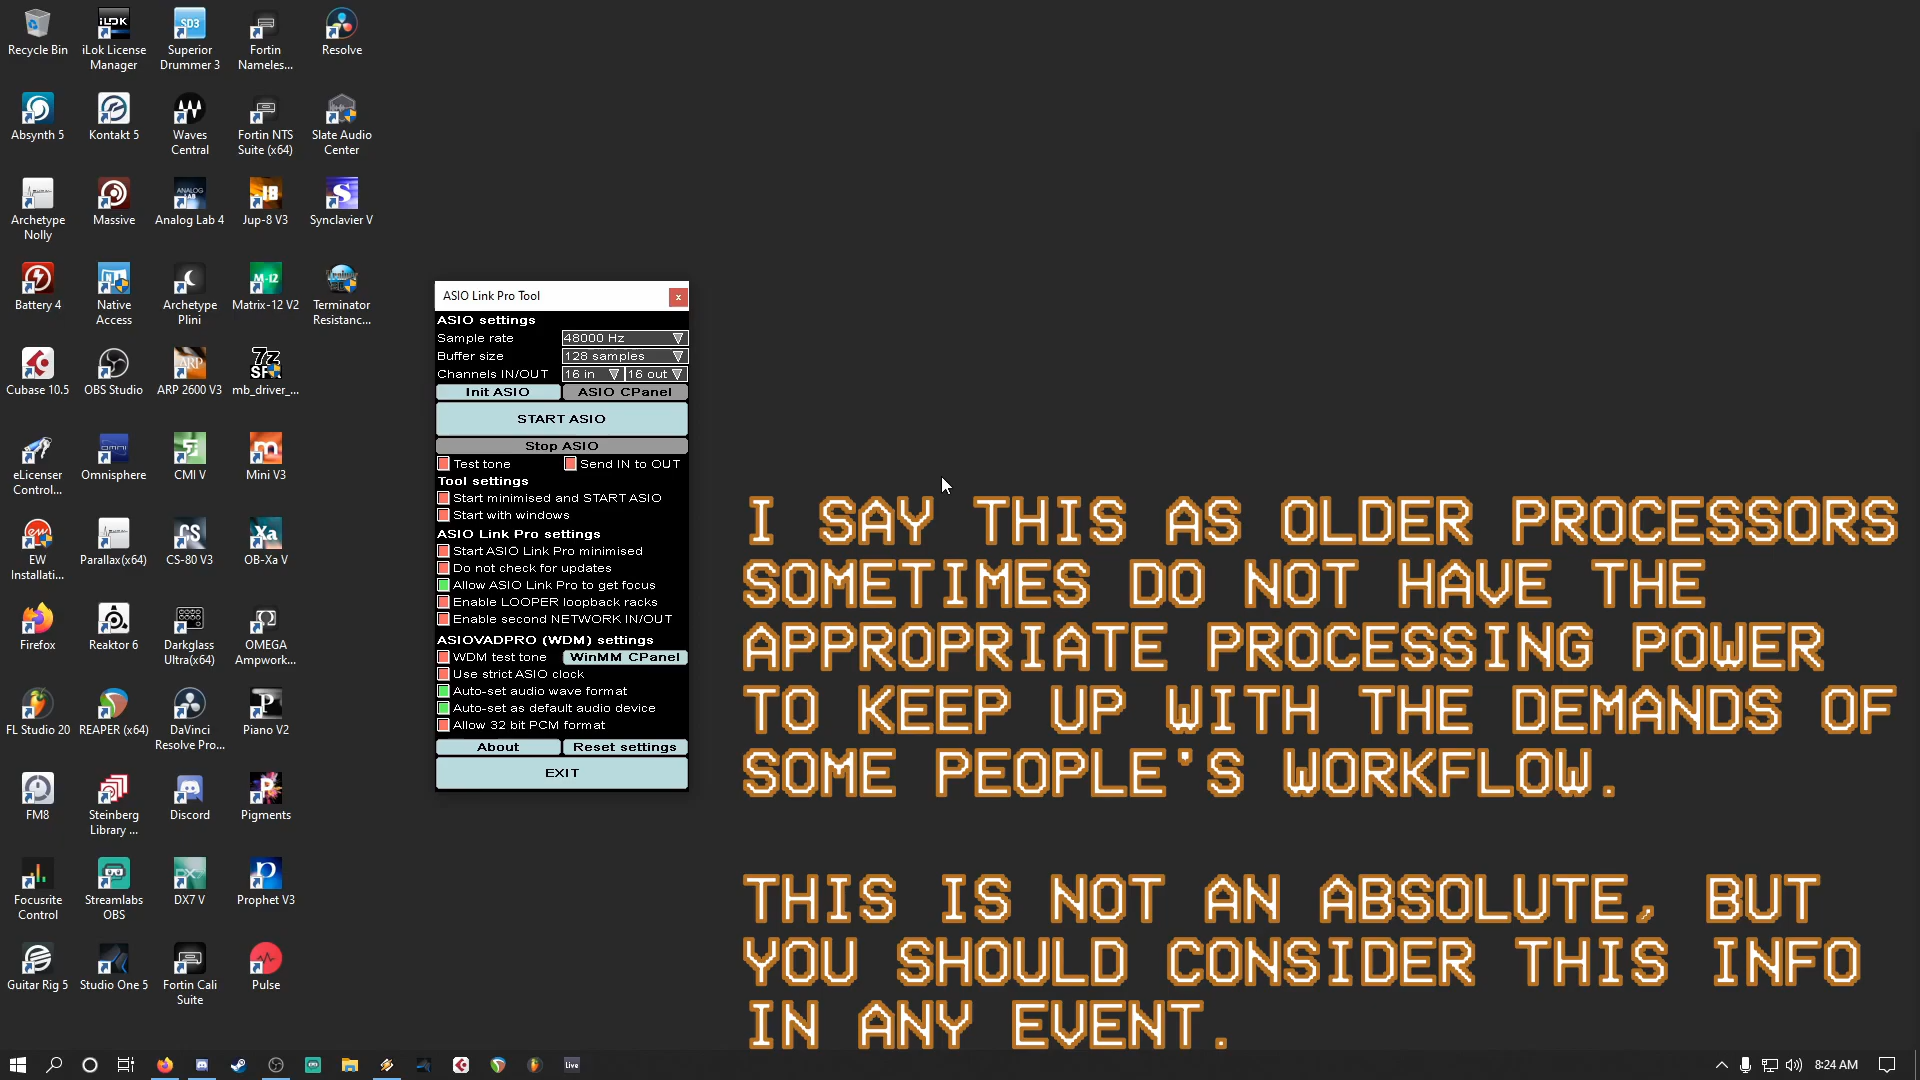 Recycle Bin
iLok License
Manager
Superior
Drummer 3
Fortin
Nameless...
Resolve
Absynth 5
Kontakt 5
Waves
Central
Fortin NTS
Suite (x64)
Slate Audio
Center
Archetype
Nolly
Massive
Analog Lab 4
Jup-8 V3
Synclavier V
Battery 4
Native
Access
Archetype
Plini
Matrix-12 V2
Terminator
Resistanc...
Cubase 10.5
OBS Studio
ARP 2600 V3
mb_driver_...
eLicenser
Control...
Omnisphere
CMI V
Mini V3
EW
Installati...
Parallax(x64)
CS-80 V3
OB-Xa V
Firefox
Reaktor 6
Darkglass
Ultra(x64)
OMEGA
Ampwork...
FL Studio 20
REAPER (x64)
DaVinci
Resolve Pro...
Piano V2
FM8
Steinberg
Library ...
Discord
Pigments
Focusrite
Control
Streamlabs
OBS
DX7 V
Prophet V3
Guitar Rig 5
Studio One 5
Fortin Cali
Suite
Pulse
ASIO Link Pro Tool
ASIO settings
Sample rate 48000 Hz
Buffer size 128 samples
Channels IN/OUT 16 in 16 out
Init ASIO ASIO CPanel
START ASIO
Stop ASIO
Test tone Send IN to OUT
Tool settings
Start minimised and START ASIO
Start with windows
ASIO Link Pro settings
Start ASIO Link Pro minimised
Do not check for updates
Allow ASIO Link Pro to get focus
Enable LOOPER loopback racks
Enable second NETWORK IN/OUT
ASIOVADPRO (WDM) settings
WDM test tone WinMM CPanel
Use strict ASIO clock
Auto-set audio wave format
Auto-set as default audio device
Allow 32 bit PCM format
About Reset settings
EXIT
I SAY THIS AS OLDER PROCESSORS
SOMETIMES DO NOT HAVE THE
APPROPRIATE PROCESSING POWER
TO KEEP UP WITH THE DEMANDS OF
SOME PEOPLE'S WORKFLOW.
THIS IS NOT AN ABSOLUTE, BUT
YOU SHOULD CONSIDER THIS INFO
IN ANY EVENT.
Live
8:24 AM